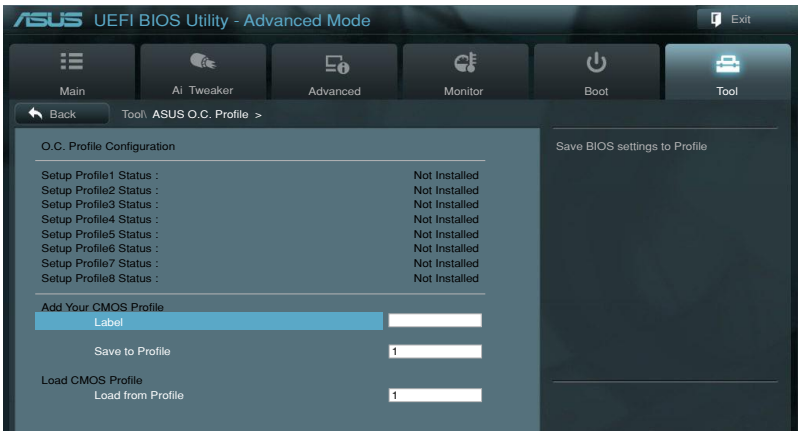 ASUS UEFI BIOS Utility - Advanced Mode
Exit
Main
Ai Tweaker
Advanced
Monitor
Boot
Tool
Back
Tool\ ASUS O.C. Profile >
O.C. Profile Configuration
Save BIOS settings to Profile
Setup Profile1 Status : Not Installed
Setup Profile2 Status : Not Installed
Setup Profile3 Status : Not Installed
Setup Profile4 Status : Not Installed
Setup Profile5 Status : Not Installed
Setup Profile6 Status : Not Installed
Setup Profile7 Status : Not Installed
Setup Profile8 Status : Not Installed
Add Your CMOS Profile
Label
Save to Profile 1
Load CMOS Profile
Load from Profile 1